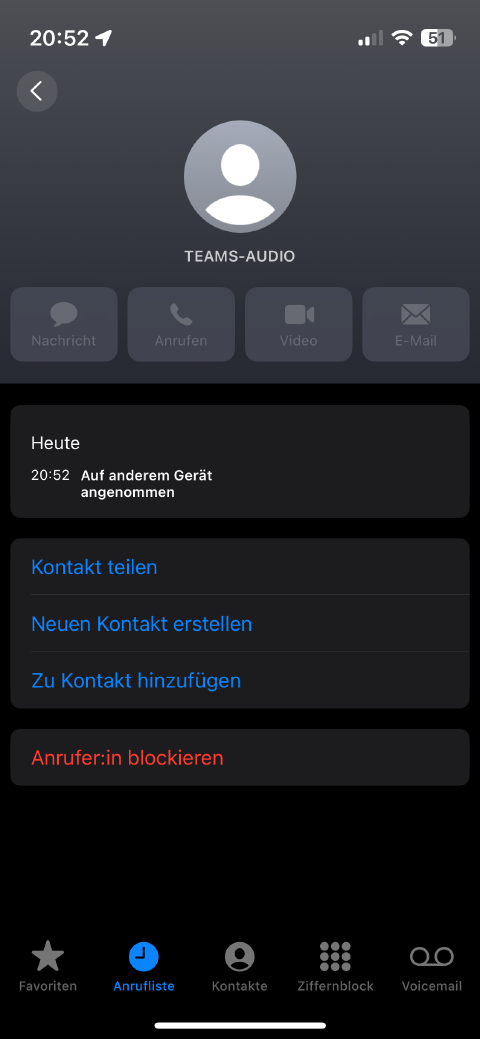 20:52
51
TEAMS-AUDIO
Nachricht Anrufen Video E-Mail
Heute
20:52 Auf anderem Gerät
angenommen
Kontakt teilen
Neuen Kontakt erstellen
Zu Kontakt hinzufügen
Anrufer:in blockieren
Favoriten Anrufliste Kontakte Ziffernblock Voicemail